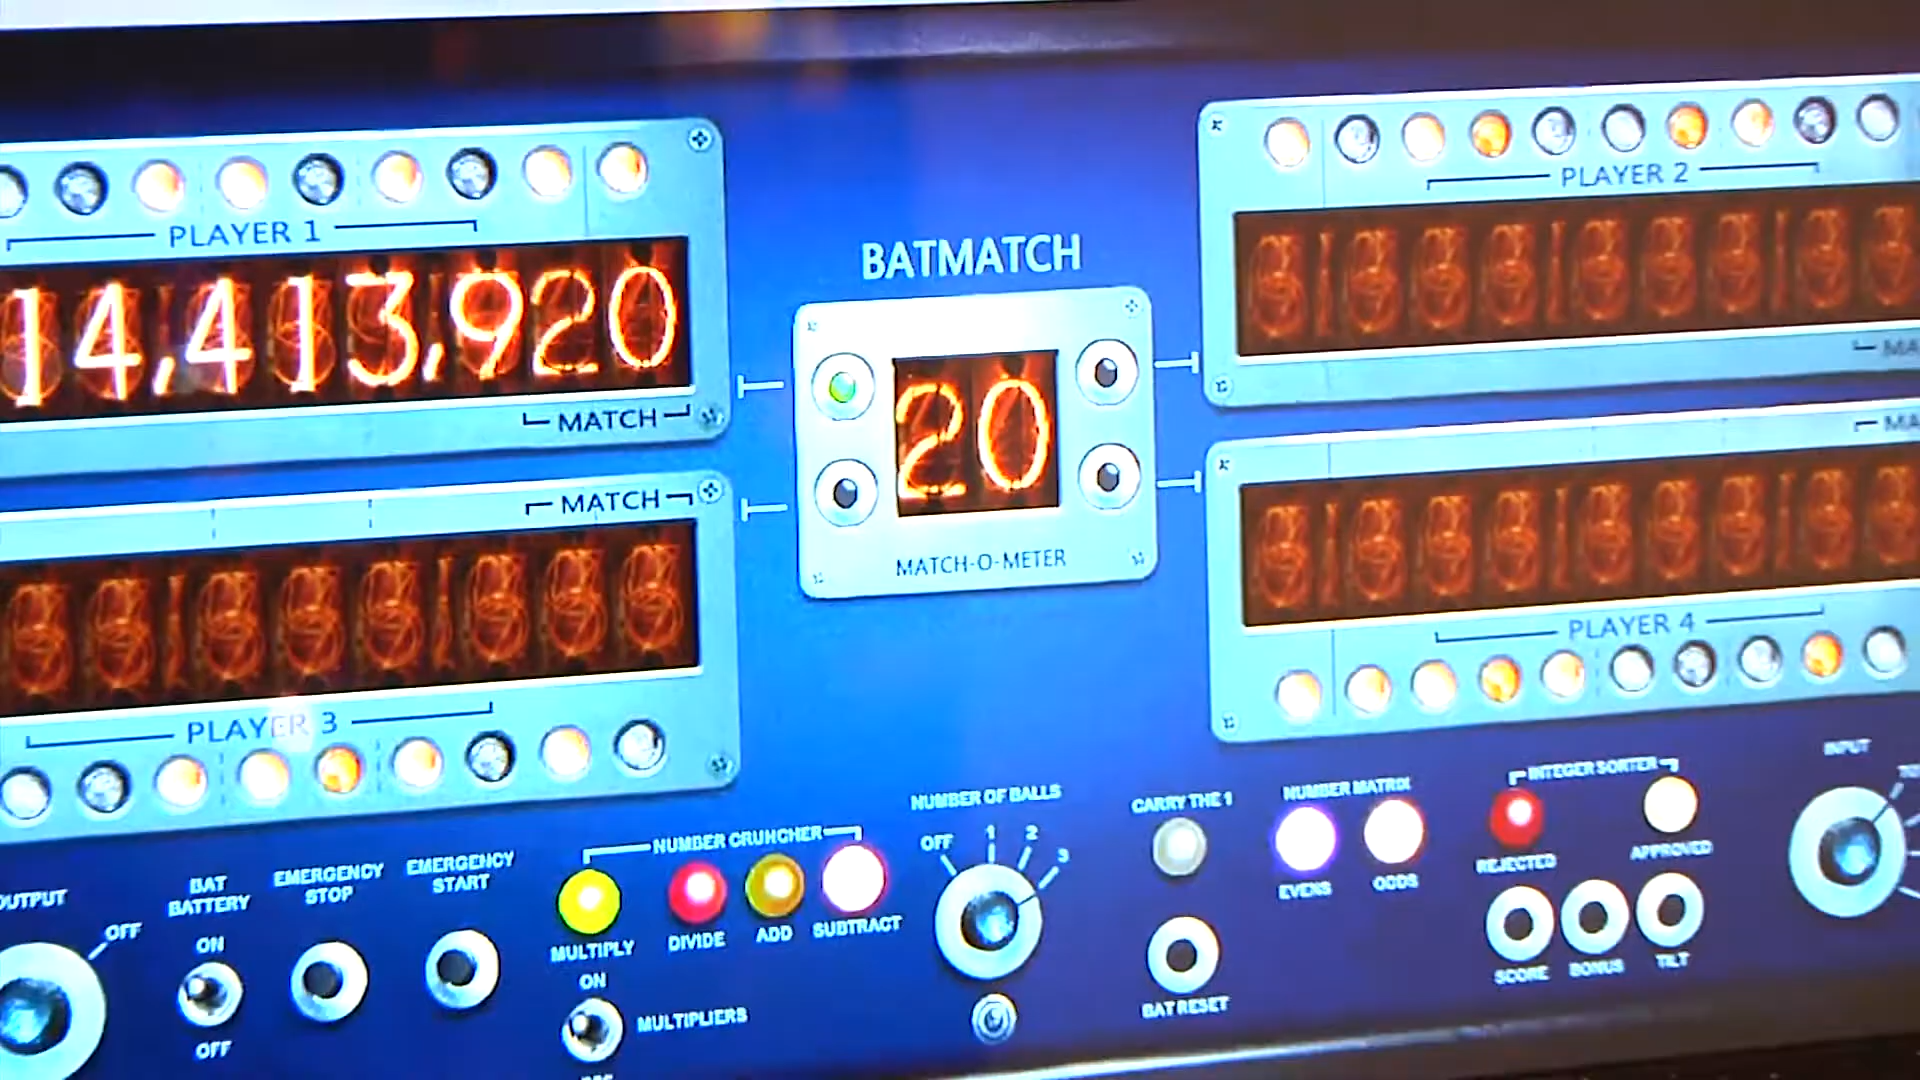 PLAYER 1
14,413,920
MATCH
BATMATCH
20
MATCH-O-METER
PLAYER 2
MATCH
PLAYER 3
PLAYER 4
OUTPUT
OFF
BAT BATTERY
ON
OFF
EMERGENCY STOP
EMERGENCY START
NUMBER CRUNCHER
MULTIPLY
DIVIDE
ADD
SUBTRACT
ON
MULTIPLIERS
NUMBER OF BALLS
OFF
1
2
3
CARRY THE 1
BAT RESET
NUMBER MATRIX
EVENS
ODDS
INTEGER SORTER
REJECTED
APPROVED
SCORE
BONUS
TILT
INPUT